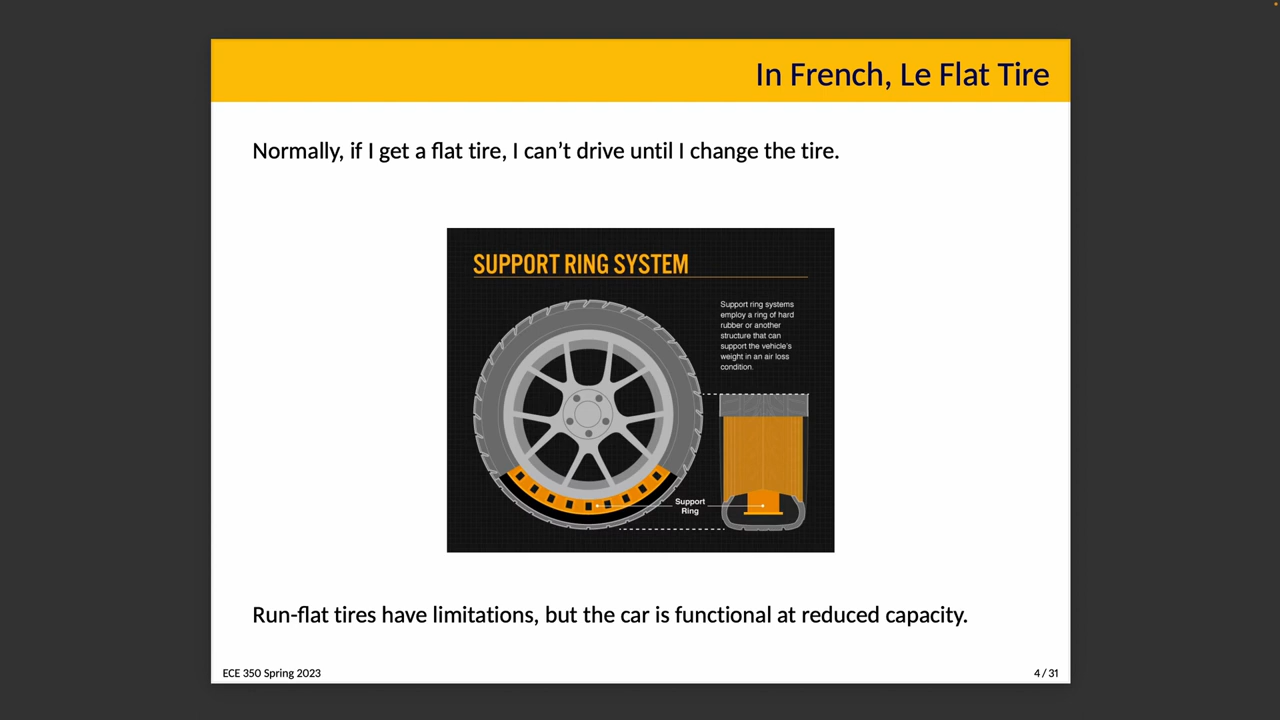 In French, Le Flat Tire
Normally, if I get a flat tire, I can’t drive until I change the tire.
SUPPORT RING SYSTEM
Support ring systems
employ a ring of hard
rubber or another
structure that can
support the vehicle's
weight in an air loss
condition.
Support
Ring
Run-flat tires have limitations, but the car is functional at reduced capacity.
ECE 350 Spring 2023
4 / 31